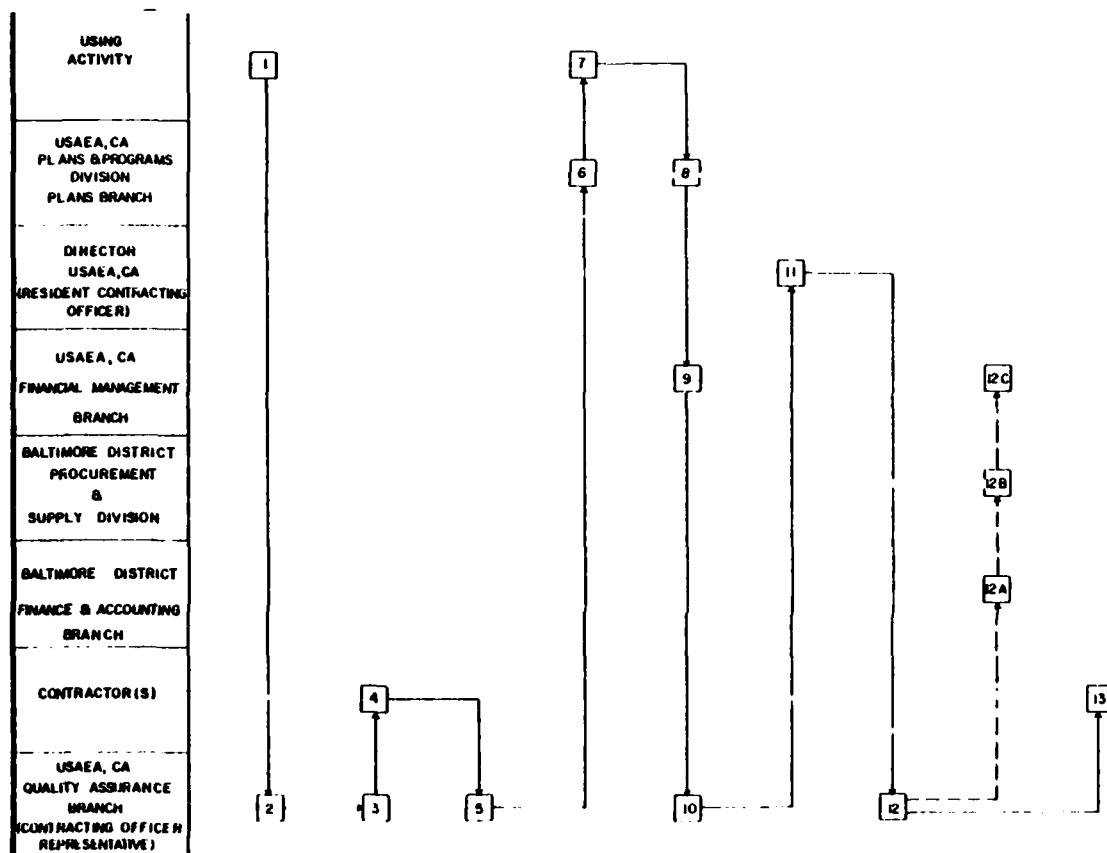 USING
ACTIVITY
1
7
USAEA, CA
PLANS & PROGRAMS
DIVISION
PLANS BRANCH
6
8
DINECTOR
USAEA, CA
(RESIDENT CONTRACTING
OFFICER)
11
USAEA, CA
FINANCIAL MANAGEMENT
BRANCH
9
12C
BALTIMORE DISTRICT
PROCUREMENT
&
SUPPLY DIVISION
12B
BALTIMORE DISTRICT
FINANCE & ACCOUNTING
BRANCH
12A
CONTRACTOR(S)
4
13
USAEA, CA
QUALITY ASSURANCE
BRANCH
(CONTRACTING OFFICER
REPRESENTATIVE)
2
*3
5
10
12